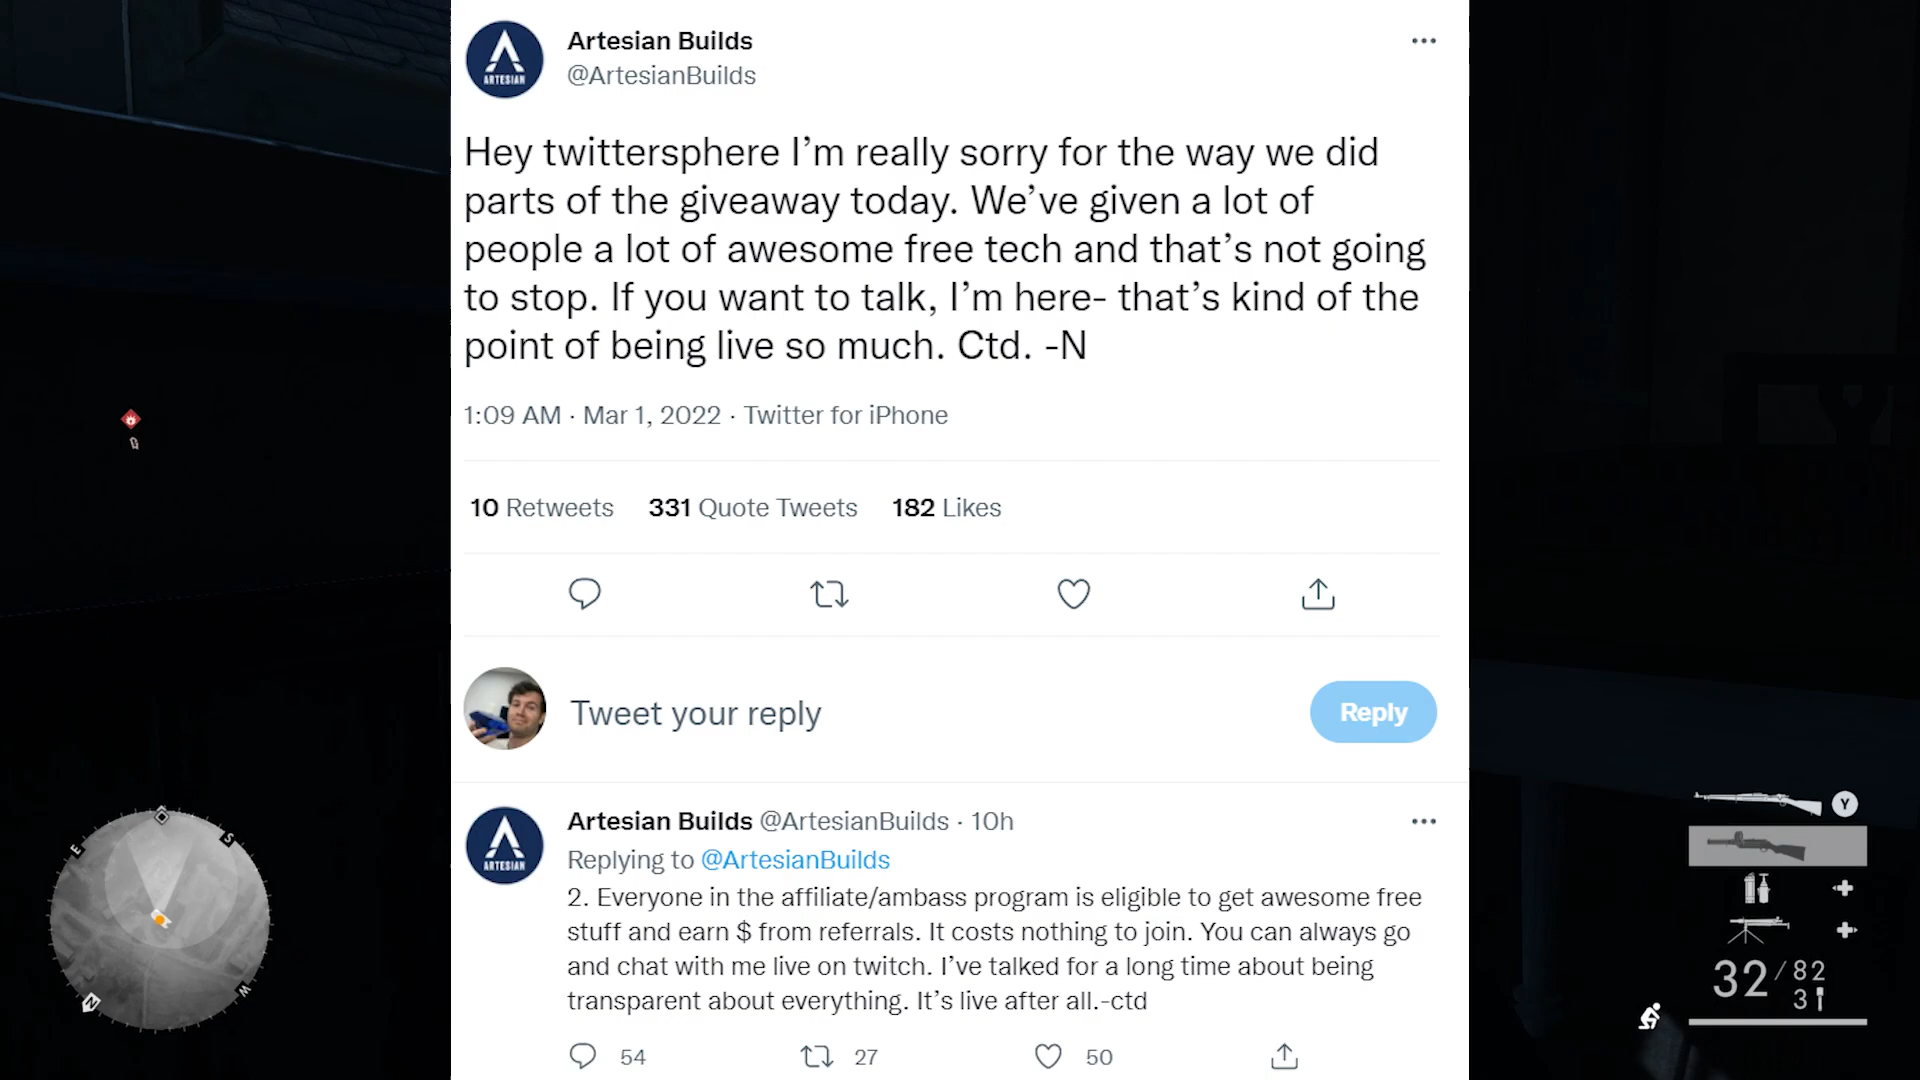 Artesian Builds
@ArtesianBuilds
ARTESIAN
Hey twittersphere I’m really sorry for the way we did
parts of the giveaway today. We’ve given a lot of
people a lot of awesome free tech and that’s not going
to stop. If you want to talk, I’m here- that’s kind of the
point of being live so much. Ctd. -N
1:09 AM · Mar 1, 2022 · Twitter for iPhone
10 Retweets 331 Quote Tweets 182 Likes
Tweet your reply
Reply
Artesian Builds @ArtesianBuilds · 10h
ARTESIAN
Replying to @ArtesianBuilds
2. Everyone in the affiliate/ambass program is eligible to get awesome free
stuff and earn $ from referrals. It costs nothing to join. You can always go
and chat with me live on twitch. I’ve talked for a long time about being
transparent about everything. It’s live after all.-ctd
54 27 50
E
S
N
W
Y
32/82
3